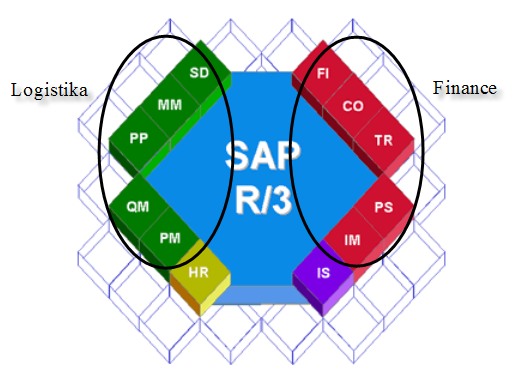 SD
FI
MM
CO
PP
TR
Logistika
Finance
SAP
R/3
QM
PS
PM
IM
HR
IS